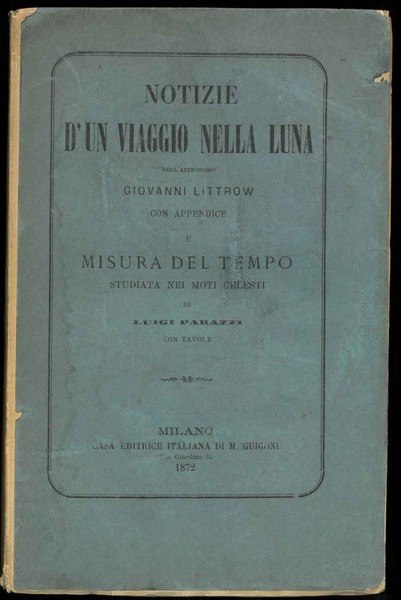 NOTIZIE
D'UN VIAGGIO NELLA LUNA
DELL'ASTRONOMO
GIOVANNI LITTROW
CON APPENDICE
E
MISURA DEL TEMPO
STUDIATA NEI MOTI CELESTI
DI
LUIGI PARAZZI
CON TAVOLE
MILANO
CASA EDITRICE ITALIANA DI M. GUIGONI
Giardino 31
1872